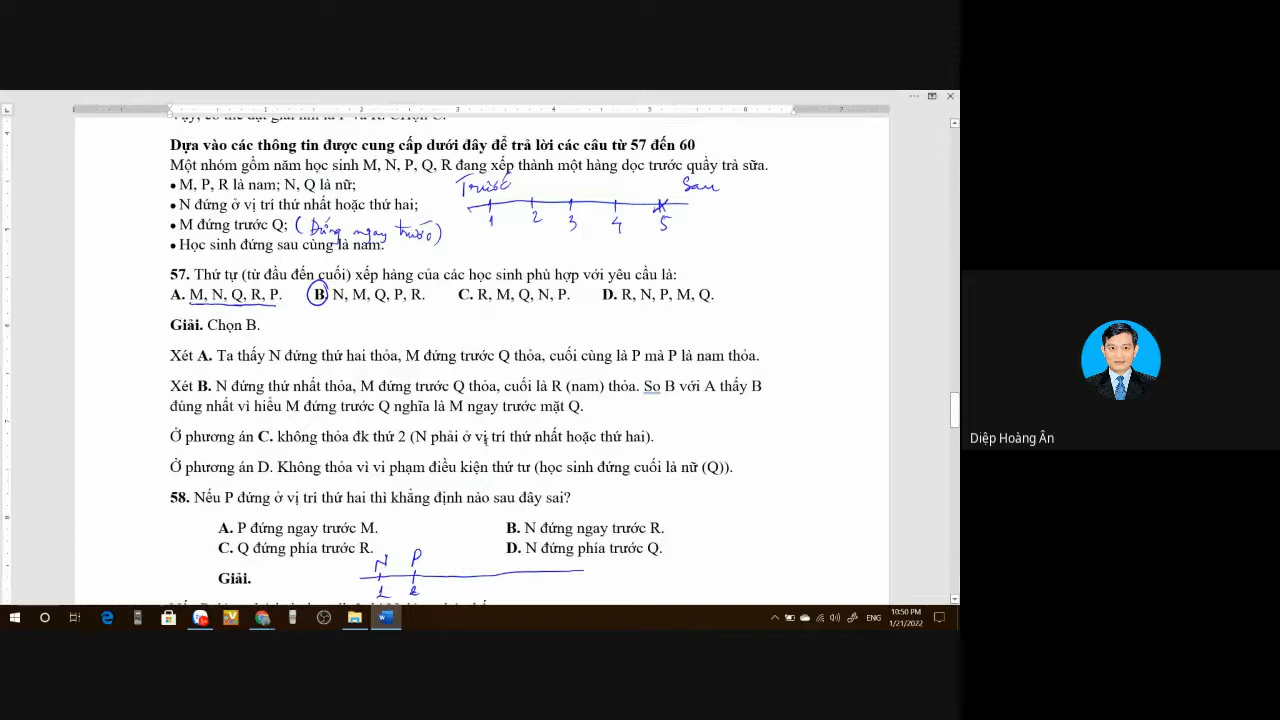 Dựa vào các thông tin được cung cấp dưới đây để trả lời các câu từ 57 đến 60
Một nhóm gồm năm học sinh M, N, P, Q, R đang xếp thành một hàng dọc trước quầy trà sữa.
• M, P, R là nam; N, Q là nữ;
Trước Sau
• N đứng ở vị trí thứ nhất hoặc thứ hai;
1 2 3 4 5
• M đứng trước Q; (Đứng ngay trước)
• Học sinh đứng sau cùng là nam.
57. Thứ tự (từ đầu đến cuối) xếp hàng của các học sinh phù hợp với yêu cầu là:
A. M, N, Q, R, P. B. N, M, Q, P, R. C. R, M, Q, N, P. D. R, N, P, M, Q.
Giải. Chọn B.
Xét A. Ta thấy N đứng thứ hai thỏa, M đứng trước Q thỏa, cuối cùng là P mà P là nam thỏa.
Xét B. N đứng thứ nhất thỏa, M đứng trước Q thỏa, cuối là R (nam) thỏa. So B với A thấy B
đúng nhất vì hiểu M đứng trước Q nghĩa là M ngay trước mặt Q.
Ở phương án C. không thỏa đk thứ 2 (N phải ở vị trí thứ nhất hoặc thứ hai).
Ở phương án D. Không thỏa vì vi phạm điều kiện thứ tư (học sinh đứng cuối là nữ (Q)).
58. Nếu P đứng ở vị trí thứ hai thì khẳng định nào sau đây sai?
A. P đứng ngay trước M. B. N đứng ngay trước R.
C. Q đứng phía trước R. D. N đứng phía trước Q.
N P
Giải.
1 2
Diệp Hoàng Ân
ENG
10:50 PM
1/21/2022